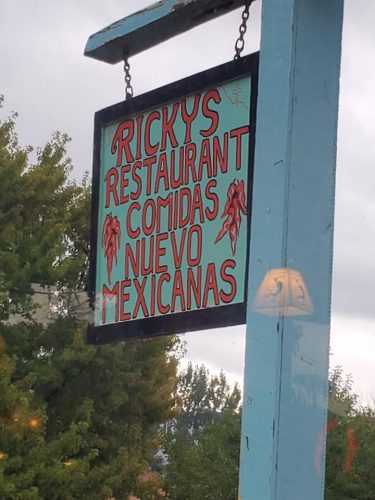 RICKYS
RESTAURANT
COMIDAS
NUEVO
MEXICANAS